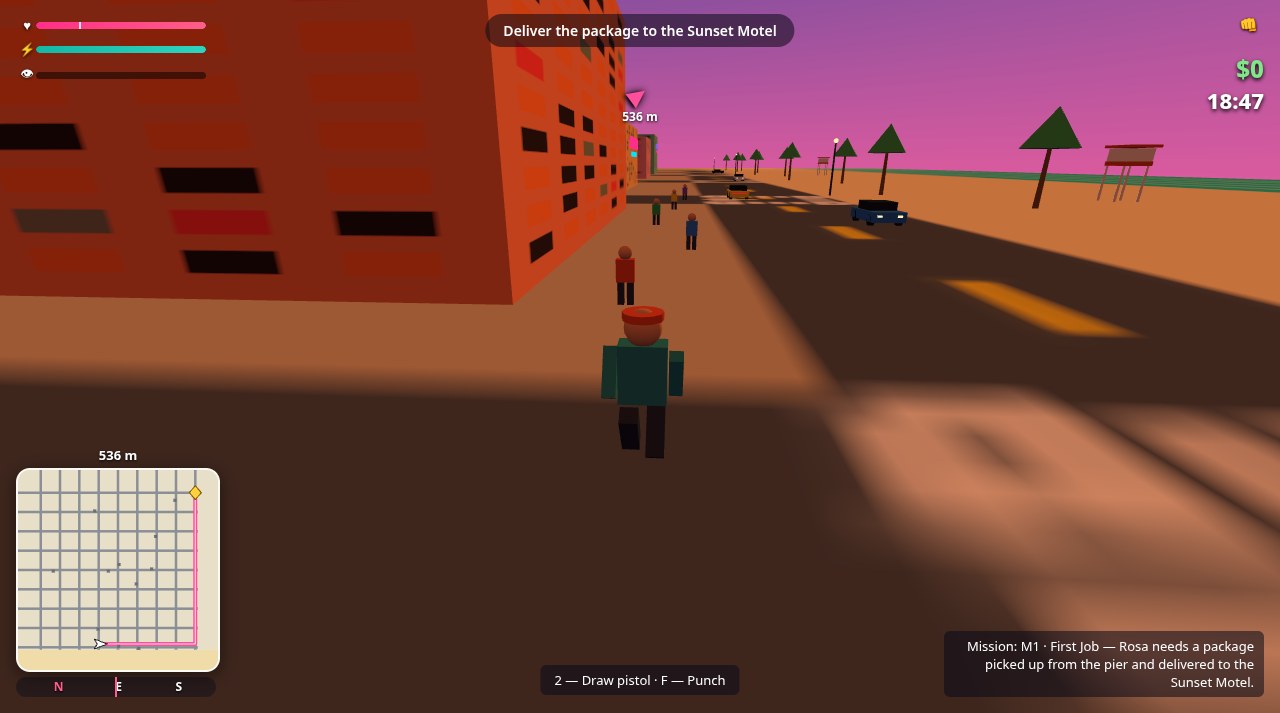 Deliver the package to the Sunset Motel
$0
18:47
536 m
536 m
N E S
2 — Draw pistol · F — Punch
Mission: M1 · First Job — Rosa needs a package
picked up from the pier and delivered to the
Sunset Motel.